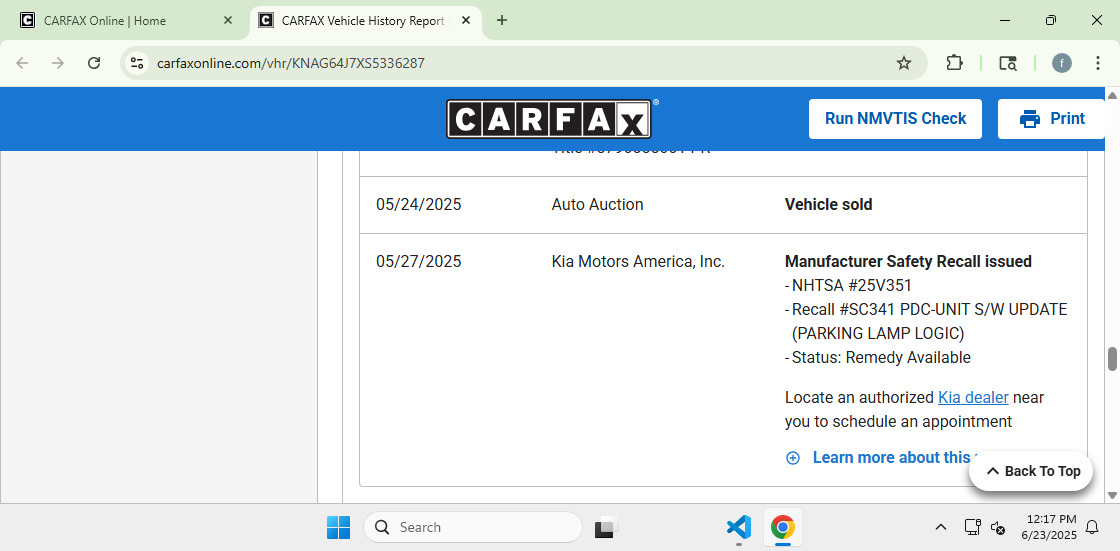 CARFAX Online | Home
CARFAX Vehicle History Report
carfaxonline.com/vhr/KNAG64J7XS5336287
f
CARFAX
Run NMVTIS Check
Print
05/24/2025 Auto Auction Vehicle sold
05/27/2025 Kia Motors America, Inc. Manufacturer Safety Recall issued
- NHTSA #25V351
- Recall #SC341 PDC-UNIT S/W UPDATE
(PARKING LAMP LOGIC)
- Status: Remedy Available
Locate an authorized Kia dealer near
you to schedule an appointment
Learn more about this
Back To Top
Search
12:17 PM
6/23/2025